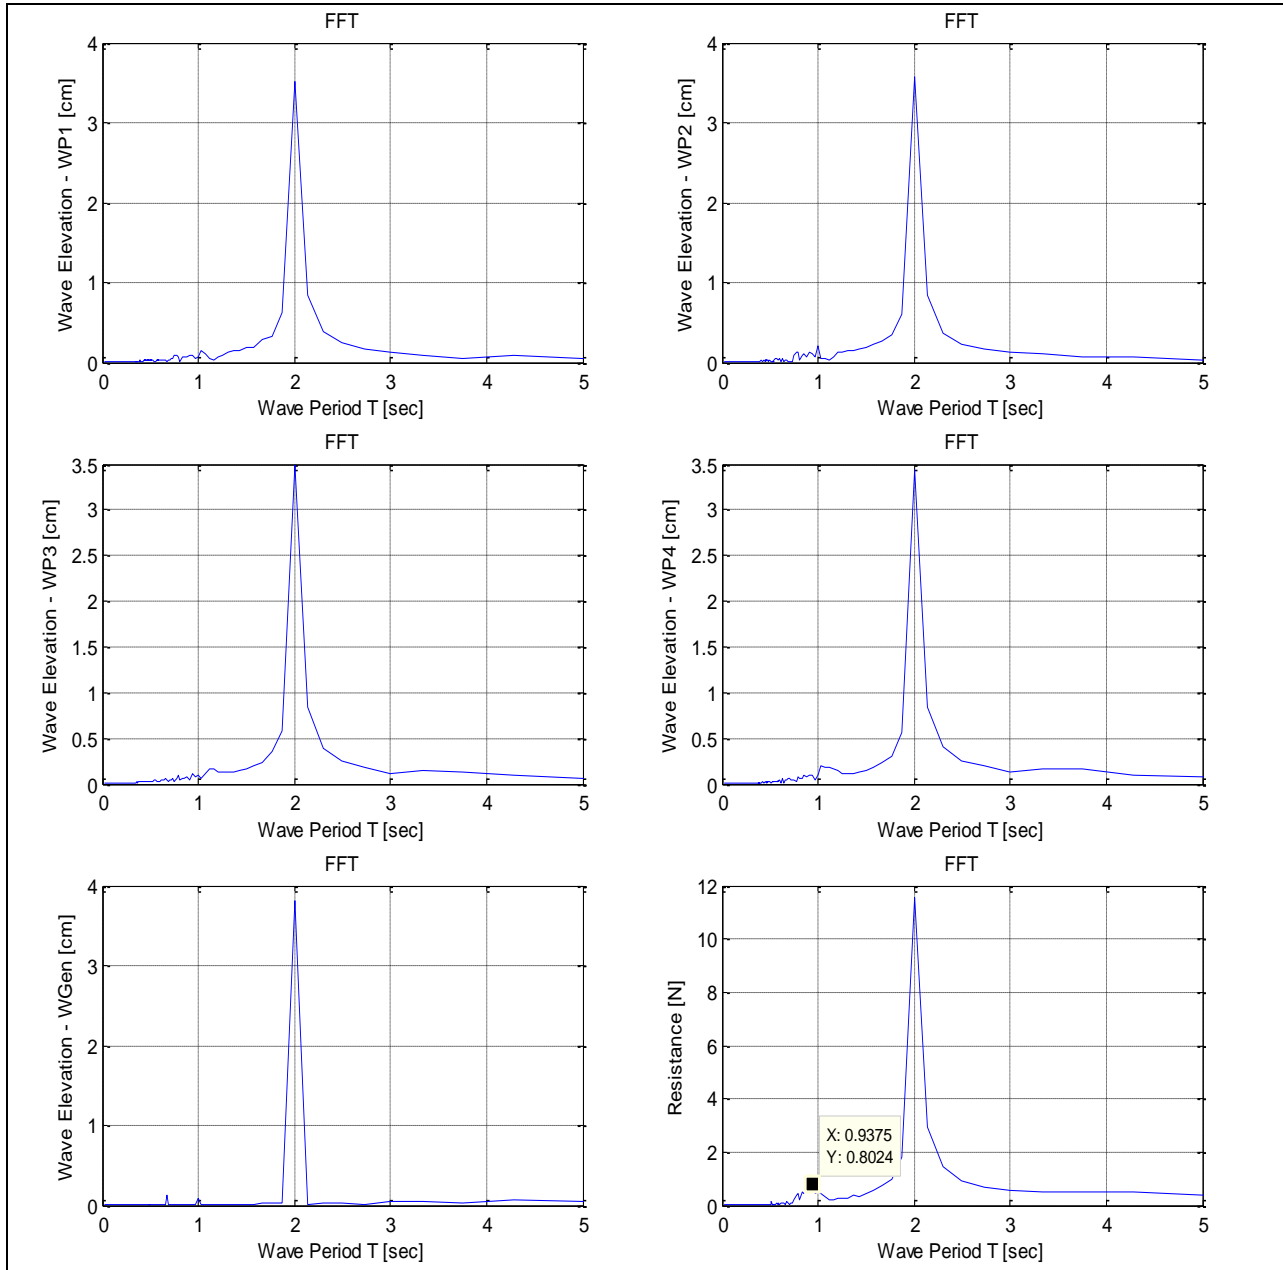 FFT
4
3
2
1
0
Wave Elevation - WP1 [cm]
0 1 2 3 4 5
Wave Period T [sec]
FFT
4
3
2
1
0
Wave Elevation - WP2 [cm]
0 1 2 3 4 5
Wave Period T [sec]
FFT
3.5
3
2.5
2
1.5
1
0.5
0
Wave Elevation - WP3 [cm]
0 1 2 3 4 5
Wave Period T [sec]
FFT
3.5
3
2.5
2
1.5
1
0.5
0
Wave Elevation - WP4 [cm]
0 1 2 3 4 5
Wave Period T [sec]
FFT
4
3
2
1
0
Wave Elevation - WGen [cm]
0 1 2 3 4 5
Wave Period T [sec]
FFT
12
10
8
6
4
2
0
Resistance [N]
X: 0.9375
Y: 0.8024
0 1 2 3 4 5
Wave Period T [sec]